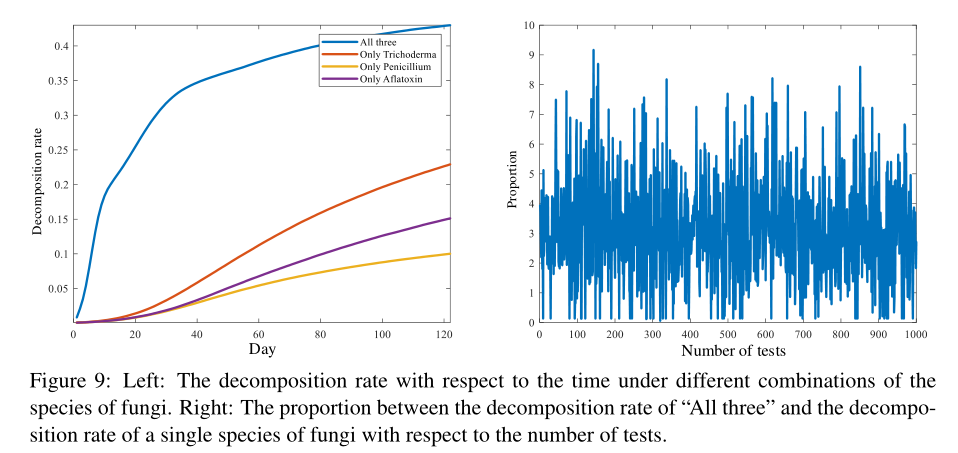 0.4
0.35
0.3
0.25
0.2
0.15
0.1
0.05
0 20 40 60 80 100 120
Decomposition rate
Day
All three
Only Trichoderma
Only Penicillium
Only Aflatoxin
10
9
8
7
6
5
4
3
2
1
0
0 100 200 300 400 500 600 700 800 900 1000
Proportion
Number of tests
Figure 9: Left: The decomposition rate with respect to the time under different combinations of the
species of fungi. Right: The proportion between the decomposition rate of “All three” and the decompo-
sition rate of a single species of fungi with respect to the number of tests.